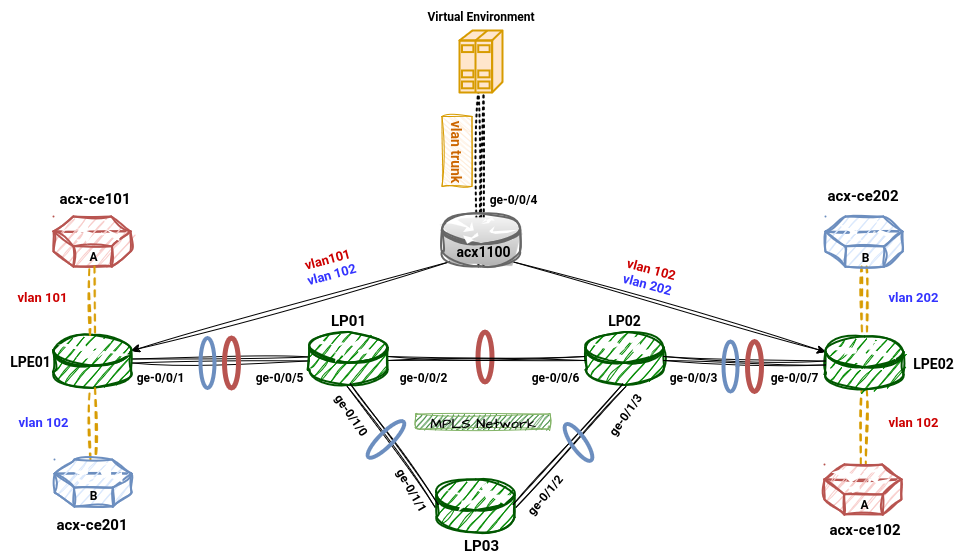 Virtual Environment
vlan trunk
ge-0/0/4
acx-ce101
acx-ce202
A
acx1100
B
vlan101
vlan 102
vlan 102
vlan 202
vlan 101
vlan 202
LP01
LP02
LPE01
LPE02
ge-0/0/1
ge-0/0/5
ge-0/0/2
ge-0/0/6
ge-0/0/3
ge-0/0/7
vlan 102
ge-0/1/0
MPLS Network
ge-0/1/3
vlan 102
ge-0/1/1
ge-0/1/2
B
A
acx-ce201
LP03
acx-ce102